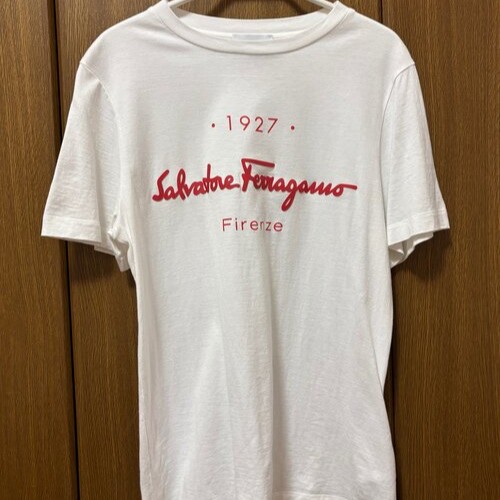 · 1927 ·
Salvatore Ferragamo
Firenze